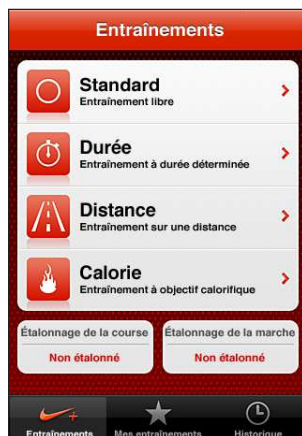 Entraînements
Standard
Entraînement libre
Durée
Entraînement à durée déterminée
Distance
Entraînement sur une distance
Calorie
Entraînement à objectif calorifique
Étalonnage de la course
Non étalonné
Étalonnage de la marche
Non étalonné
Entraînements
Mes entraînements
Historique